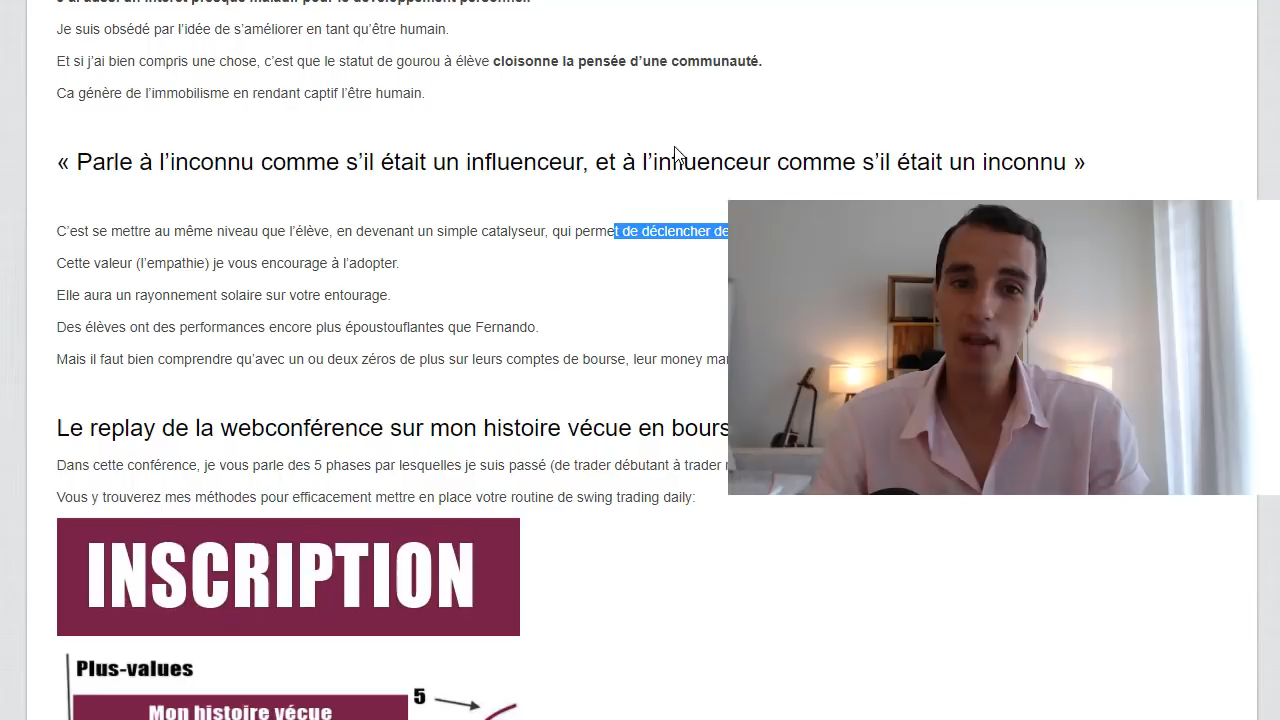 Je suis obsédé par l'idée de s'améliorer en tant qu'être humain.
Et si j'ai bien compris une chose, c'est que le statut de gourou à élève cloisonne la pensée d'une communauté.
Ca génère de l'immobilisme en rendant captif l'être humain.
« Parle à l'inconnu comme s'il était un influenceur, et à l'influenceur comme s'il était un inconnu »
C'est se mettre au même niveau que l'élève, en devenant un simple catalyseur, qui permet de déclencher de
Cette valeur (l'empathie) je vous encourage à l'adopter.
Elle aura un rayonnement solaire sur votre entourage.
Des élèves ont des performances encore plus époustouflantes que Fernando.
Mais il faut bien comprendre qu'avec un ou deux zéros de plus sur leurs comptes de bourse, leur money
Le replay de la webconférence sur mon histoire vécue en bours
Dans cette conférence, je vous parle des 5 phases par lesquelles je suis passé (de trader débutant à trader
Vous y trouverez mes méthodes pour efficacement mettre en place votre routine de swing trading daily:
INSCRIPTION
Plus-values
5
Mon histoire vécue